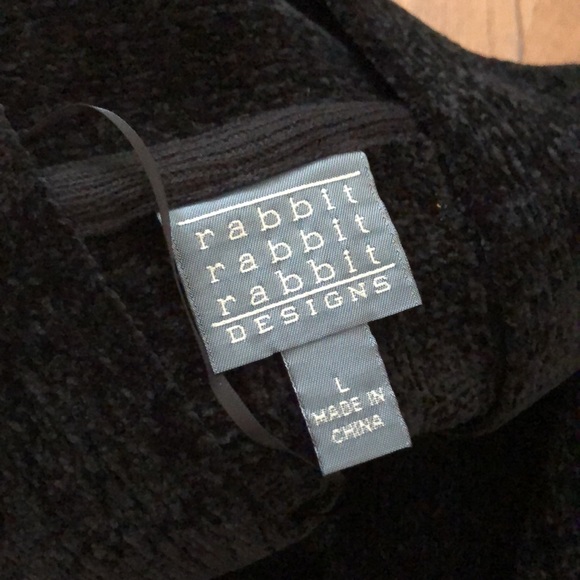 rabbit
rabbit
rabbit
DESIGNS
L
MADE IN
CHINA